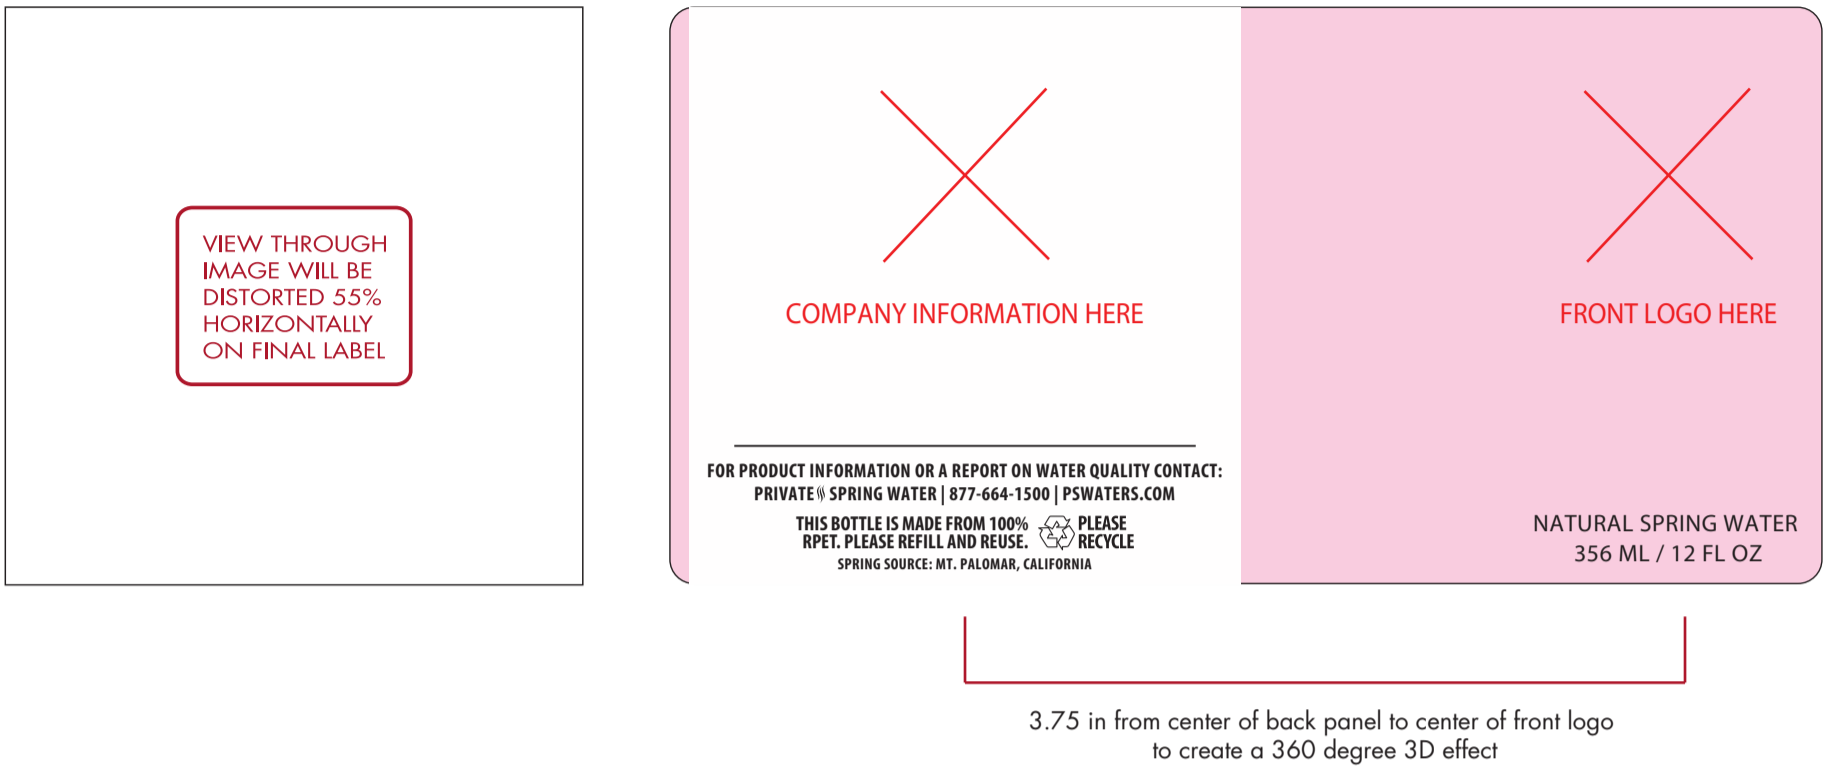 VIEW THROUGH
IMAGE WILL BE
DISTORTED 55%
HORIZONTALLY
ON FINAL LABEL
COMPANY INFORMATION HERE
FOR PRODUCT INFORMATION OR A REPORT ON WATER QUALITY CONTACT:
PRIVATE SPRING WATER | 877-664-1500 | PSWATERS.COM
THIS BOTTLE IS MADE FROM 100%
RPET. PLEASE REFILL AND REUSE.
PLEASE
RECYCLE
SPRING SOURCE: MT. PALOMAR, CALIFORNIA
FRONT LOGO HERE
NATURAL SPRING WATER
356 ML / 12 FL OZ
3.75 in from center of back panel to center of front logo
to create a 360 degree 3D effect